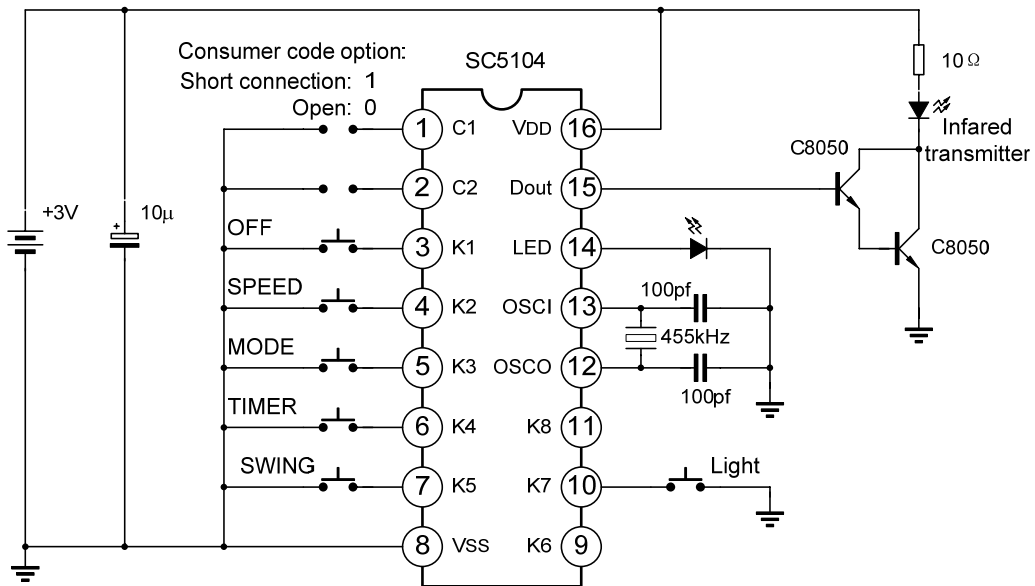 Consumer code option:
Short connection: 1
Open: 0
SC5104
10Ω
Infared
transmitter
C8050
C8050
+3V
+
10μ
1 C1
VDD 16
2 C2
Dout 15
OFF
3 K1
LED 14
SPEED
4 K2
OSCI 13
100pf
455kHz
MODE
5 K3
OSCO 12
100pf
TIMER
6 K4
K8 11
SWING
7 K5
K7 10
Light
8 VSS
K6 9